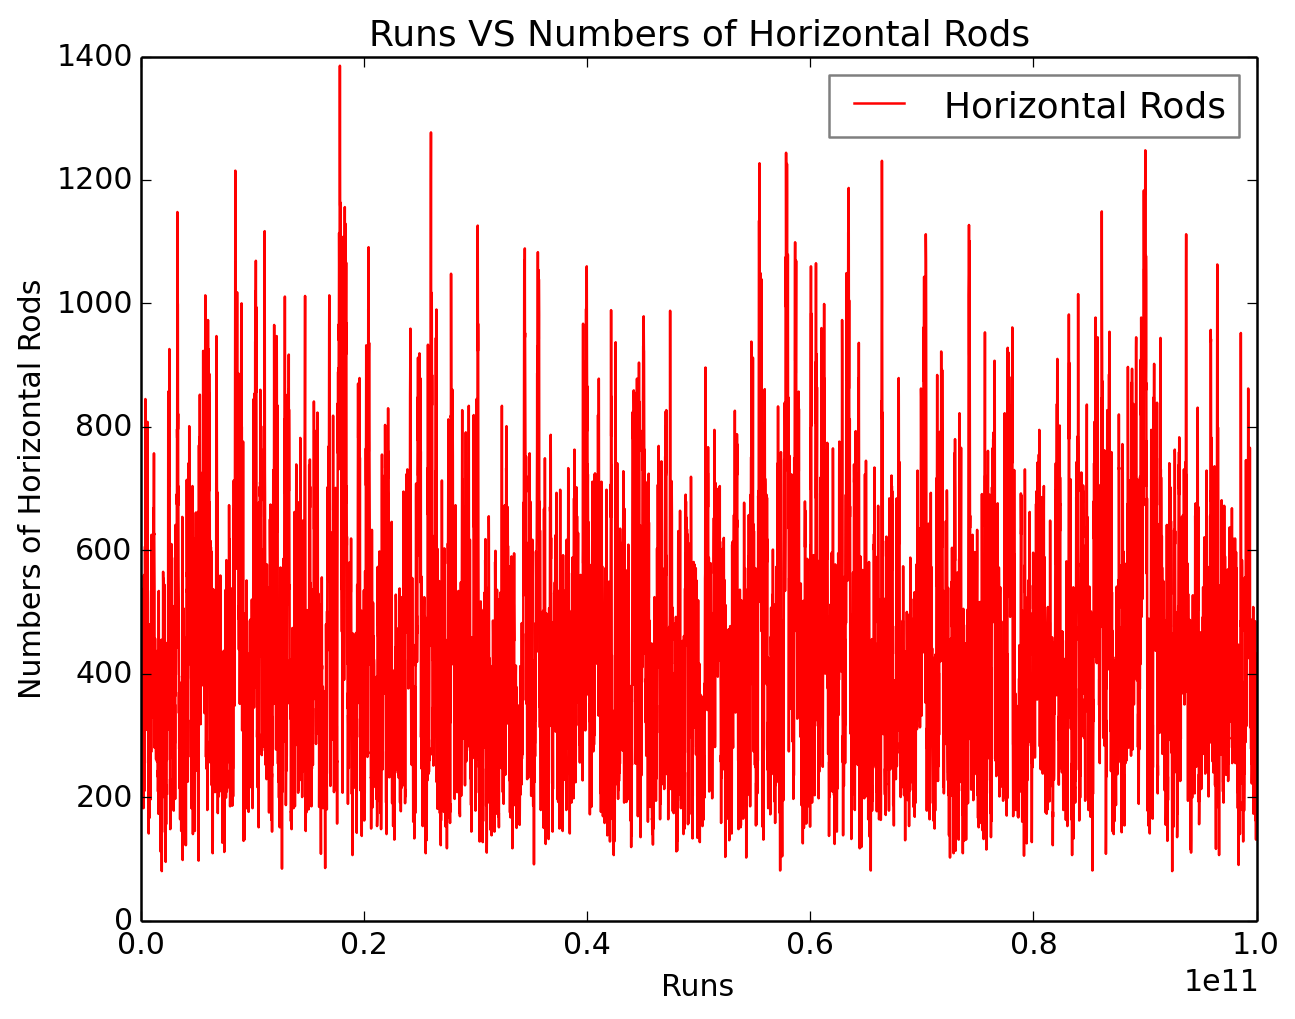 Runs VS Numbers of Horizontal Rods
Horizontal Rods
Numbers of Horizontal Rods
1400
1200
1000
800
600
400
200
0
0.0 0.2 0.4 0.6 0.8 1.0
1e11
Runs